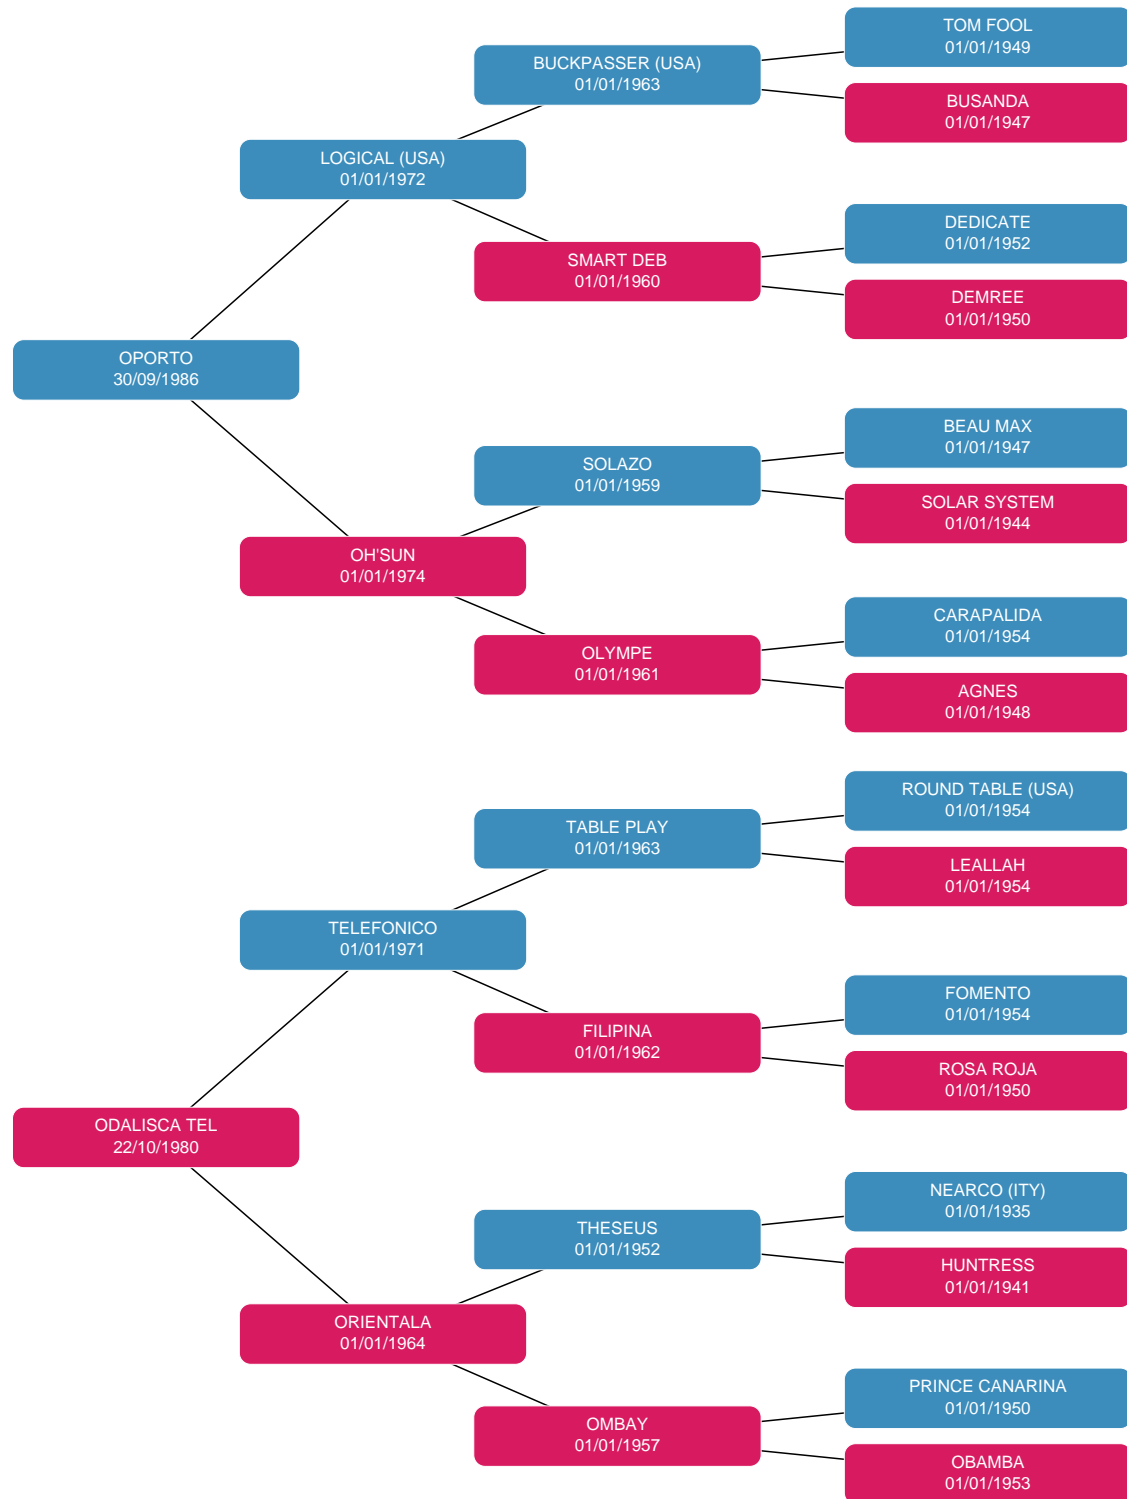 TOM FOOL
01/01/1949
BUCKPASSER (USA)
01/01/1963
BUSANDA
01/01/1947
LOGICAL (USA)
01/01/1972
DEDICATE
01/01/1952
SMART DEB
01/01/1960
DEMREE
01/01/1950
OPORTO
30/09/1986
BEAU MAX
01/01/1947
SOLAZO
01/01/1959
SOLAR SYSTEM
01/01/1944
OH'SUN
01/01/1974
CARAPALIDA
01/01/1954
OLYMPE
01/01/1961
AGNES
01/01/1948
ROUND TABLE (USA)
01/01/1954
TABLE PLAY
01/01/1963
LEALLAH
01/01/1954
TELEFONICO
01/01/1971
FOMENTO
01/01/1954
FILIPINA
01/01/1962
ROSA ROJA
01/01/1950
ODALISCA TEL
22/10/1980
NEARCO (ITY)
01/01/1935
THESEUS
01/01/1952
HUNTRESS
01/01/1941
ORIENTALA
01/01/1964
PRINCE CANARINA
01/01/1950
OMBAY
01/01/1957
OBAMBA
01/01/1953